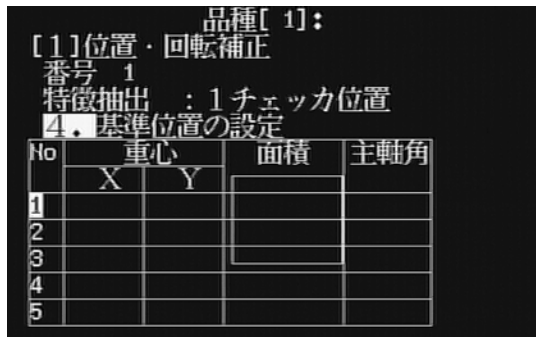 品種[ 1]:
[1]位置・回転補正
番号 1
特徴抽出 :1チェッカ位置
4.基準位置の設定
No 重心 面積 主軸角
X Y
1
2
3
4
5